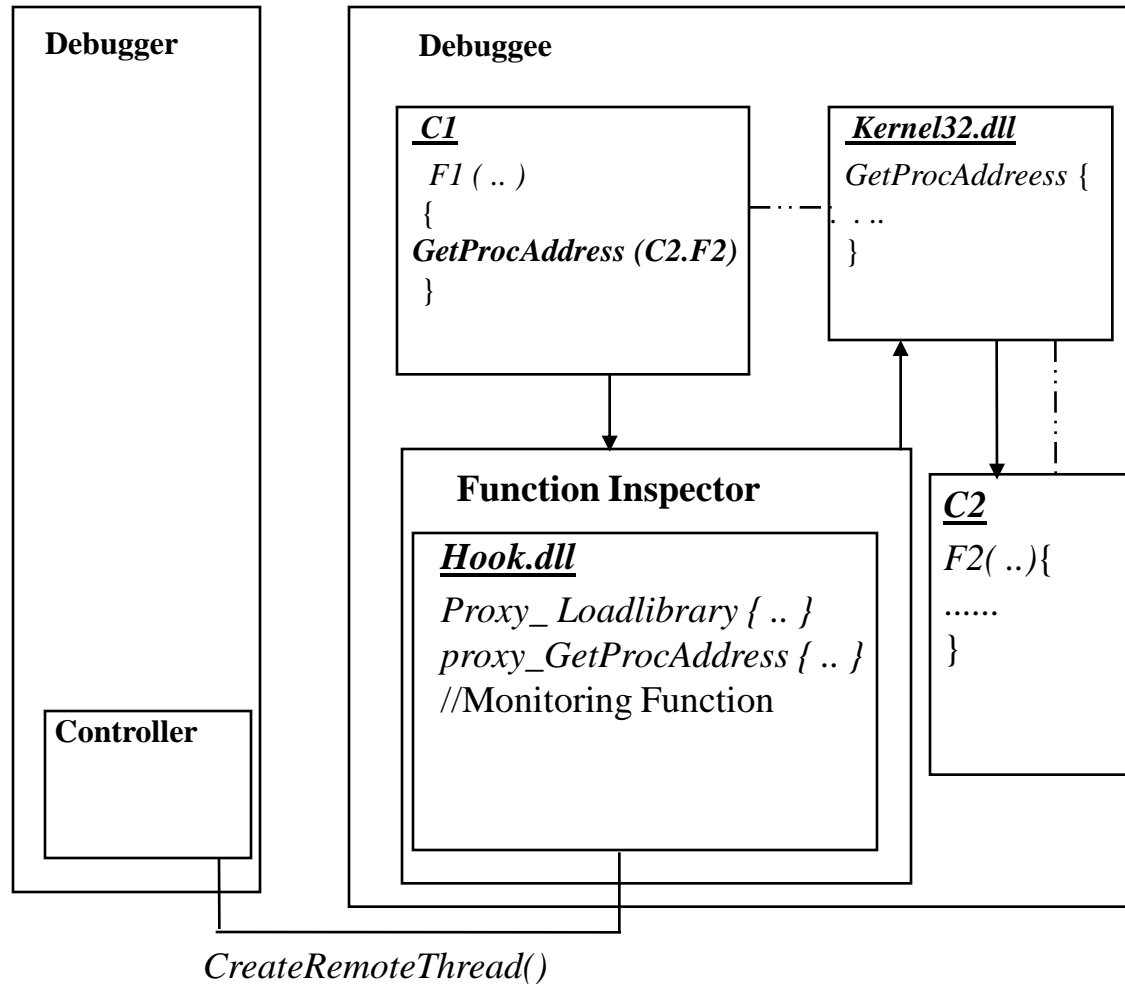 Debugger
Debuggee
C1
F1 ( .. )
{
GetProcAddress (C2.F2)
}
Kernel32.dll
GetProcAddreess {
. . ..
}
Function Inspector
Hook.dll
Proxy_ Loadlibrary { .. }
proxy_GetProcAddress { .. }
//Monitoring Function
C2
F2( ..){
......
}
Controller
CreateRemoteThread()